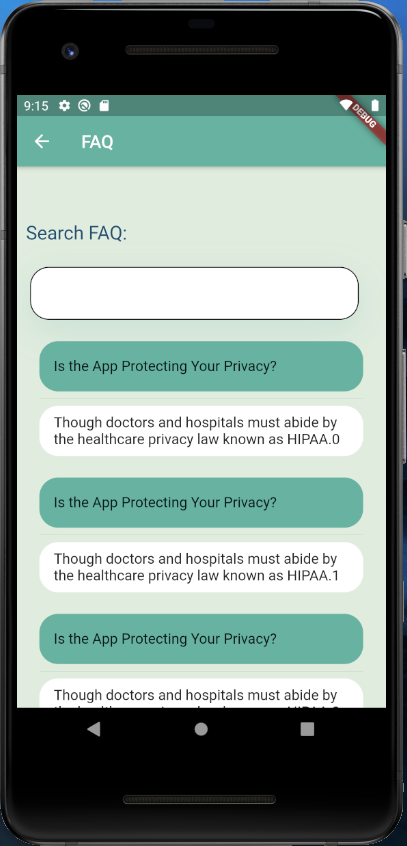 9:15
DEBUG
FAQ
Search FAQ:
Is the App Protecting Your Privacy?
Though doctors and hospitals must abide by
the healthcare privacy law known as HIPAA.0
Is the App Protecting Your Privacy?
Though doctors and hospitals must abide by
the healthcare privacy law known as HIPAA.1
Is the App Protecting Your Privacy?
Though doctors and hospitals must abide by